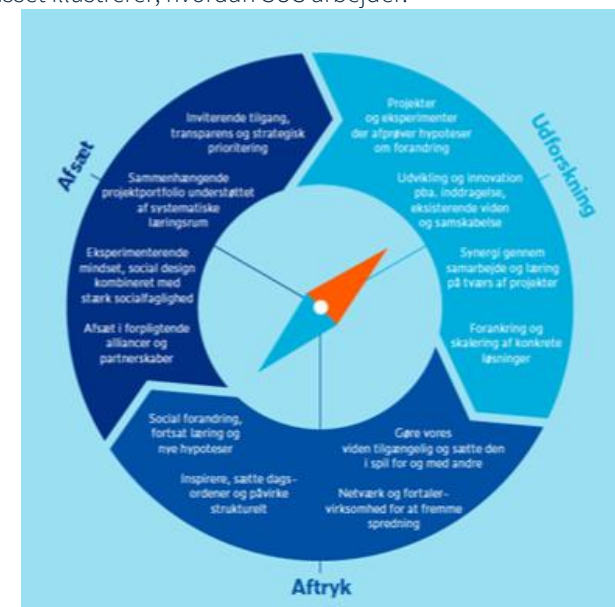 hvordan
arbejder.
Afsæt
Inviterende tilgang,
transparens og strategisk
prioritering
Sammenhængende
projektportfolio understøttet
af systematiske
læringsrum
Eksperimenterende
mindset, social design
kombineret med
stærk socialfaglighed
Afsæt i forpligtende
alliancer og
partnerskaber
Udforskning
Projekter
og eksperimenter
der afprøver hypoteser
om forandring
Udvikling og innovation
pba. inddragelse,
eksisterende viden
og samskabelse
Synergi gennem
samarbejde og læring
på tværs af projekter
Forankring og
skalering af konkrete
løsninger
Gøre vores
viden tilgængelig og sætte den
i spil for og med andre
Netværk og fortaler-
virksomhed for at fremme
spredning
Social forandring,
fortsat læring og
nye hypoteser
Inspirere, sætte dags-
ordener og påvirke
strukturelt
Aftryk